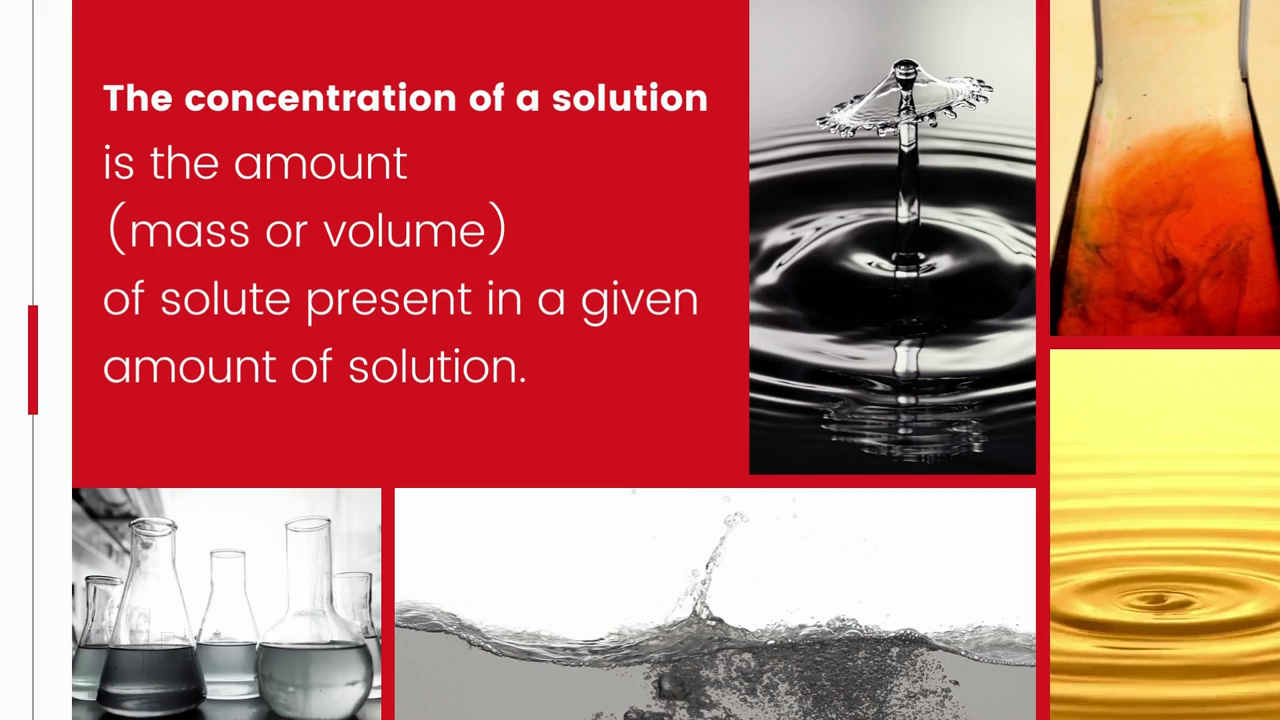 The concentration of a solution
is the amount
(mass or volume)
of solute present in a given
amount of solution.